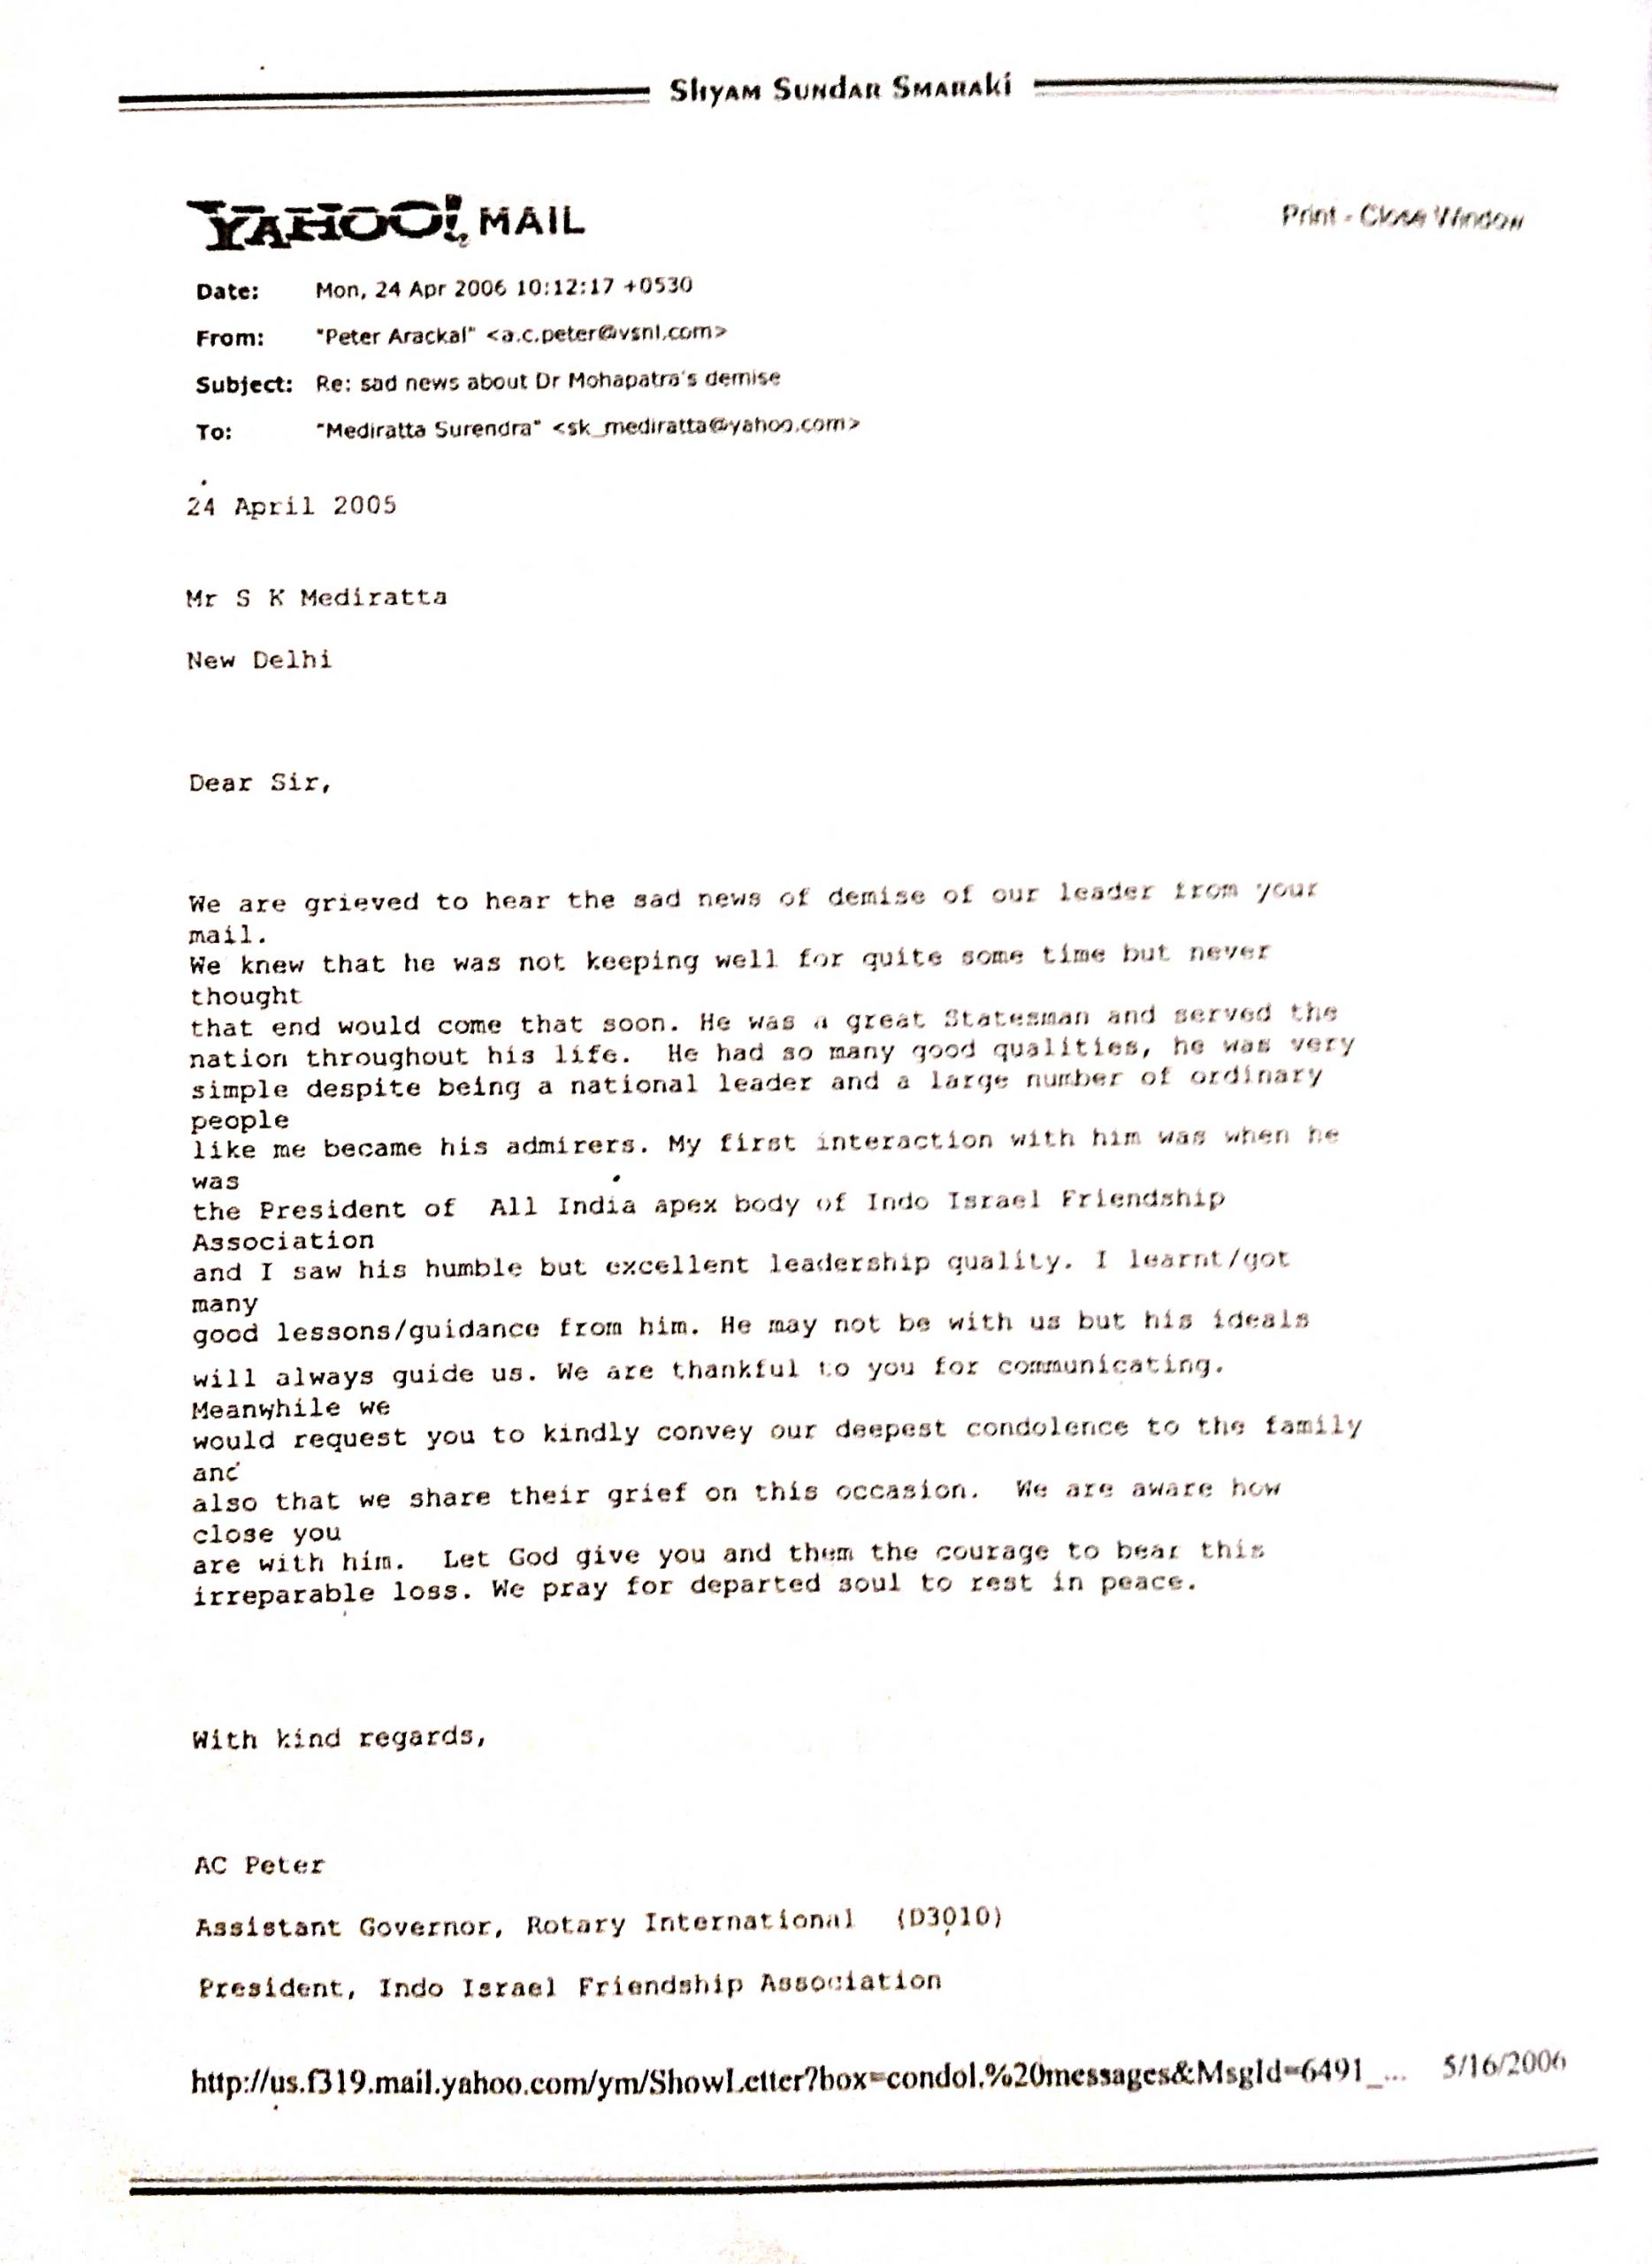 Shyam Sundar Smaraki
YAHOO! MAIL
Print - Close Window
Date: Mon, 24 Apr 2006 10:12:17 +0530
From: "Peter Arackal" <a.c.peter@vsnl.com>
Subject: Re: sad news about Dr Mohapatra's demise
To: "Mediratta Surendra" <sk_mediratta@yahoo.com>
24 April 2005
Mr S K Mediratta
New Delhi
Dear Sir,
We are grieved to hear the sad news of demise of our leader from your
mail.
We knew that he was not keeping well for quite some time but never
thought
that end would come that soon. He was a great Statesman and served the
nation throughout his life. He had so many good qualities, he was very
simple despite being a national leader and a large number of ordinary
people
like me became his admirers. My first interaction with him was when he
was
the President of All India apex body of Indo Israel Friendship
Association
and I saw his humble but excellent leadership quality. I learnt/got
many
good lessons/guidance from him. He may not be with us but his ideals
will always guide us. We are thankful to you for communicating.
Meanwhile we
would request you to kindly convey our deepest condolence to the family
and
also that we share their grief on this occasion. We are aware how
close you
are with him. Let God give you and them the courage to bear this
irreparable loss. We pray for departed soul to rest in peace.
With kind regards,
AC Peter
Assistant Governor, Rotary International (D3010)
President, Indo Israel Friendship Association
http://us.f319.mail.yahoo.com/ym/ShowLetter?box=condol.%20messages&MsgId=6491_... 5/16/2006